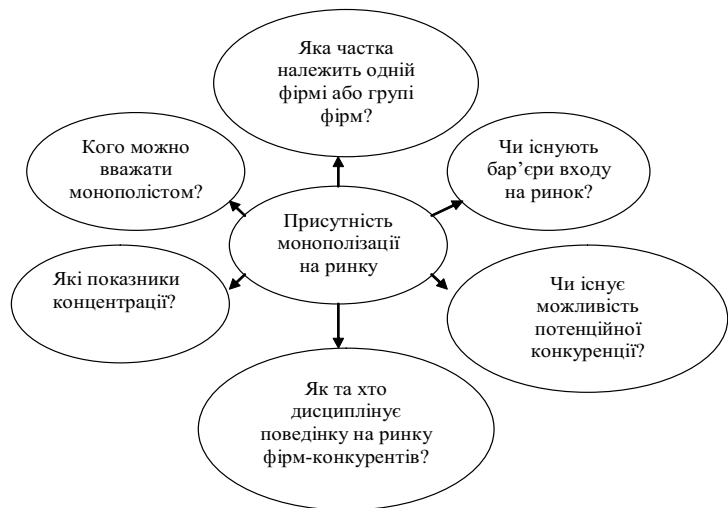 Яка частка
належить одній
фірмі або групі
фірм?
Кого можно
вважати
монополістом?
Чи існують
бар’єри входу
на ринок?
Присутність
монополізації
на ринку
Які показники
концентрації?
Чи існує
можливість
потенційної
конкуренції?
Як та хто
дисциплінує
поведінку на ринку
фірм-конкурентів?